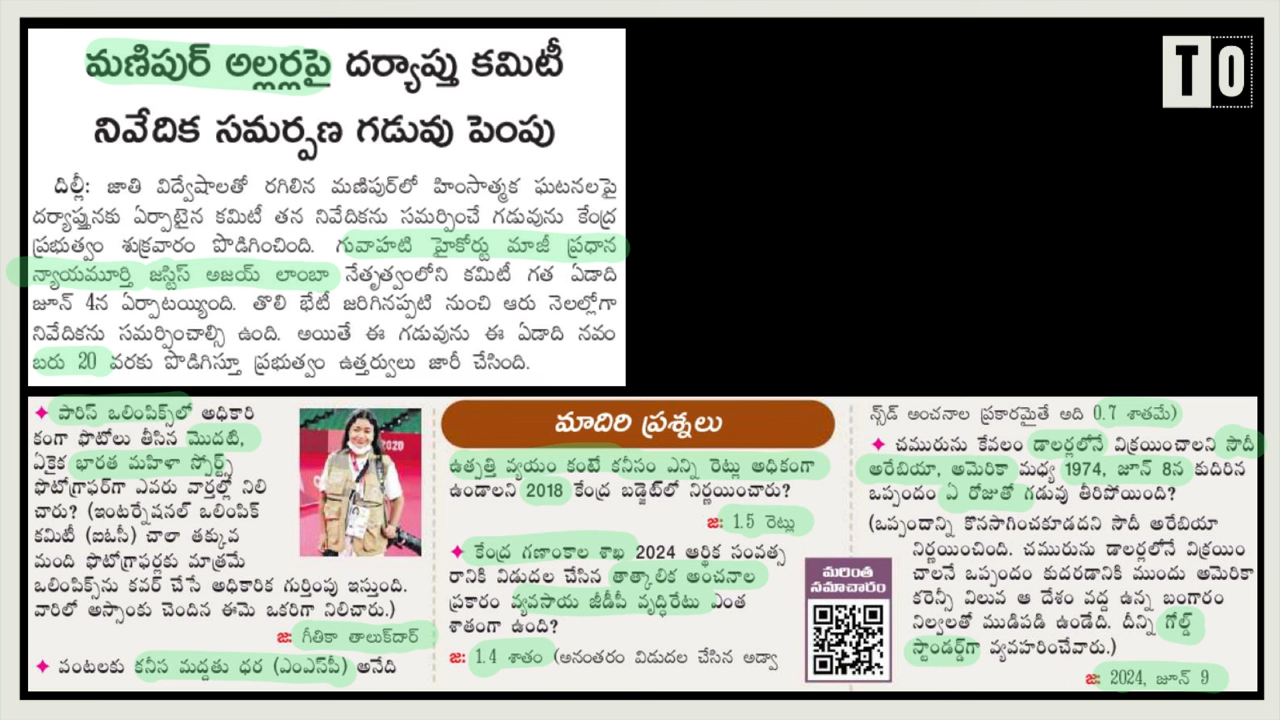 మణిపుర్ అల్లర్లపై దర్యాప్తు కమిటీ
నివేదిక సమర్పణ గడువు పెంపు
దిల్లీ: జాతి విద్వేషాలతో రగిలిన మణిపుర్‌లో హింసాత్మక ఘటనలపై
దర్యాప్తునకు ఏర్పాటైన కమిటీ తన నివేదికను సమర్పించే గడువును కేంద్ర
ప్రభుత్వం శుక్రవారం పొడిగించింది. గువాహటి హైకోర్టు మాజీ ప్రధాన
న్యాయమూర్తి జస్టిస్ అజయ్ లాంబా నేతృత్వంలోని కమిటీ గత ఏడాది
జూన్ 4న ఏర్పాటయ్యింది. తొలి భేటీ జరిగినప్పటి నుంచి ఆరు నెలల్లోగా
నివేదికను సమర్పించాల్సి ఉంది. అయితే ఈ గడువును ఈ ఏడాది నవం
బరు 20 వరకు పొడిగిస్తూ ప్రభుత్వం ఉత్తర్వులు జారీ చేసింది.
TO
✦ పారిస్ ఒలింపిక్స్‌లో అధికారి
కంగా ఫొటోలు తీసిన మొదటి,
ఏకైక భారత మహిళా స్పోర్ట్స్
ఫొటోగ్రాఫర్‌గా ఎవరు వార్తల్లో నిలి
చారు? (ఇంటర్నేషనల్ ఒలింపిక్
కమిటీ (ఐఓసీ) చాలా తక్కువ
మంది ఫొటోగ్రాఫర్లకు మాత్రమే
ఒలింపిక్స్‌ను కవర్ చేసే అధికారిక గుర్తింపు ఇస్తుంది.
వారిలో అస్సాంకు చెందిన ఈమె ఒకరిగా నిలిచారు.)
జ: గీతికా తాలుక్‌దార్
✦ పంటలకు కనీస మద్దతు ధర (ఎంఎస్‌పీ) అనేది
2020
మాదిరి ప్రశ్నలు
ఉత్పత్తి వ్యయం కంటే కనీసం ఎన్ని రెట్లు అధికంగా
ఉండాలని 2018 కేంద్ర బడ్జెట్‌లో నిర్ణయించారు?
జ: 1.5 రెట్లు
✦ కేంద్ర గణాంకాల శాఖ 2024 ఆర్థిక సంవత్స
రానికి విడుదల చేసిన తాత్కాలిక అంచనాల
ప్రకారం వ్యవసాయ జీడీపీ వృద్ధిరేటు ఎంత
శాతంగా ఉంది?
జ: 1.4 శాతం (అనంతరం విడుదల చేసిన అడ్వా
మరింత
సమాచారం
న్స్‌డ్ అంచనాల ప్రకారమైతే అది 0.7 శాతమే)
✦ చమురును కేవలం డాలర్లలోనే విక్రయించాలని సౌదీ
అరేబియా, అమెరికా మధ్య 1974, జూన్ 8న కుదిరిన
ఒప్పందం ఏ రోజుతో గడువు తీరిపోయింది?
(ఒప్పందాన్ని కొనసాగించకూడదని సౌదీ అరేబియా
నిర్ణయించింది. చమురును డాలర్లలోనే విక్రయిం
చాలనే ఒప్పందం కుదరడానికి ముందు అమెరికా
కరెన్సీ విలువ ఆ దేశం వద్ద ఉన్న బంగారం
నిల్వలతో ముడిపడి ఉండేది. దీన్ని గోల్డ్
స్టాండర్డ్‌గా వ్యవహరించేవారు.)
జ: 2024, జూన్ 9